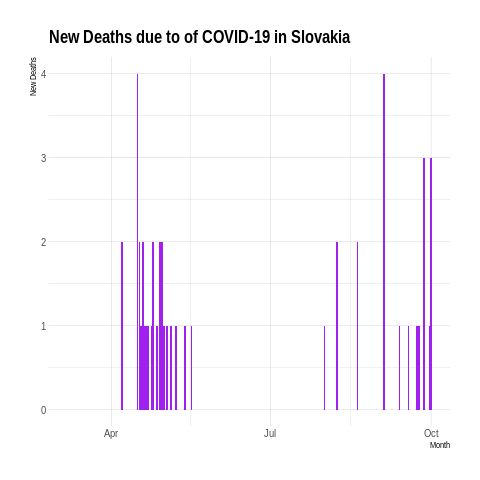 New Deaths due to of COVID-19 in Slovakia
New Deaths
4
3
2
1
0
Apr
Jul
Oct
Month